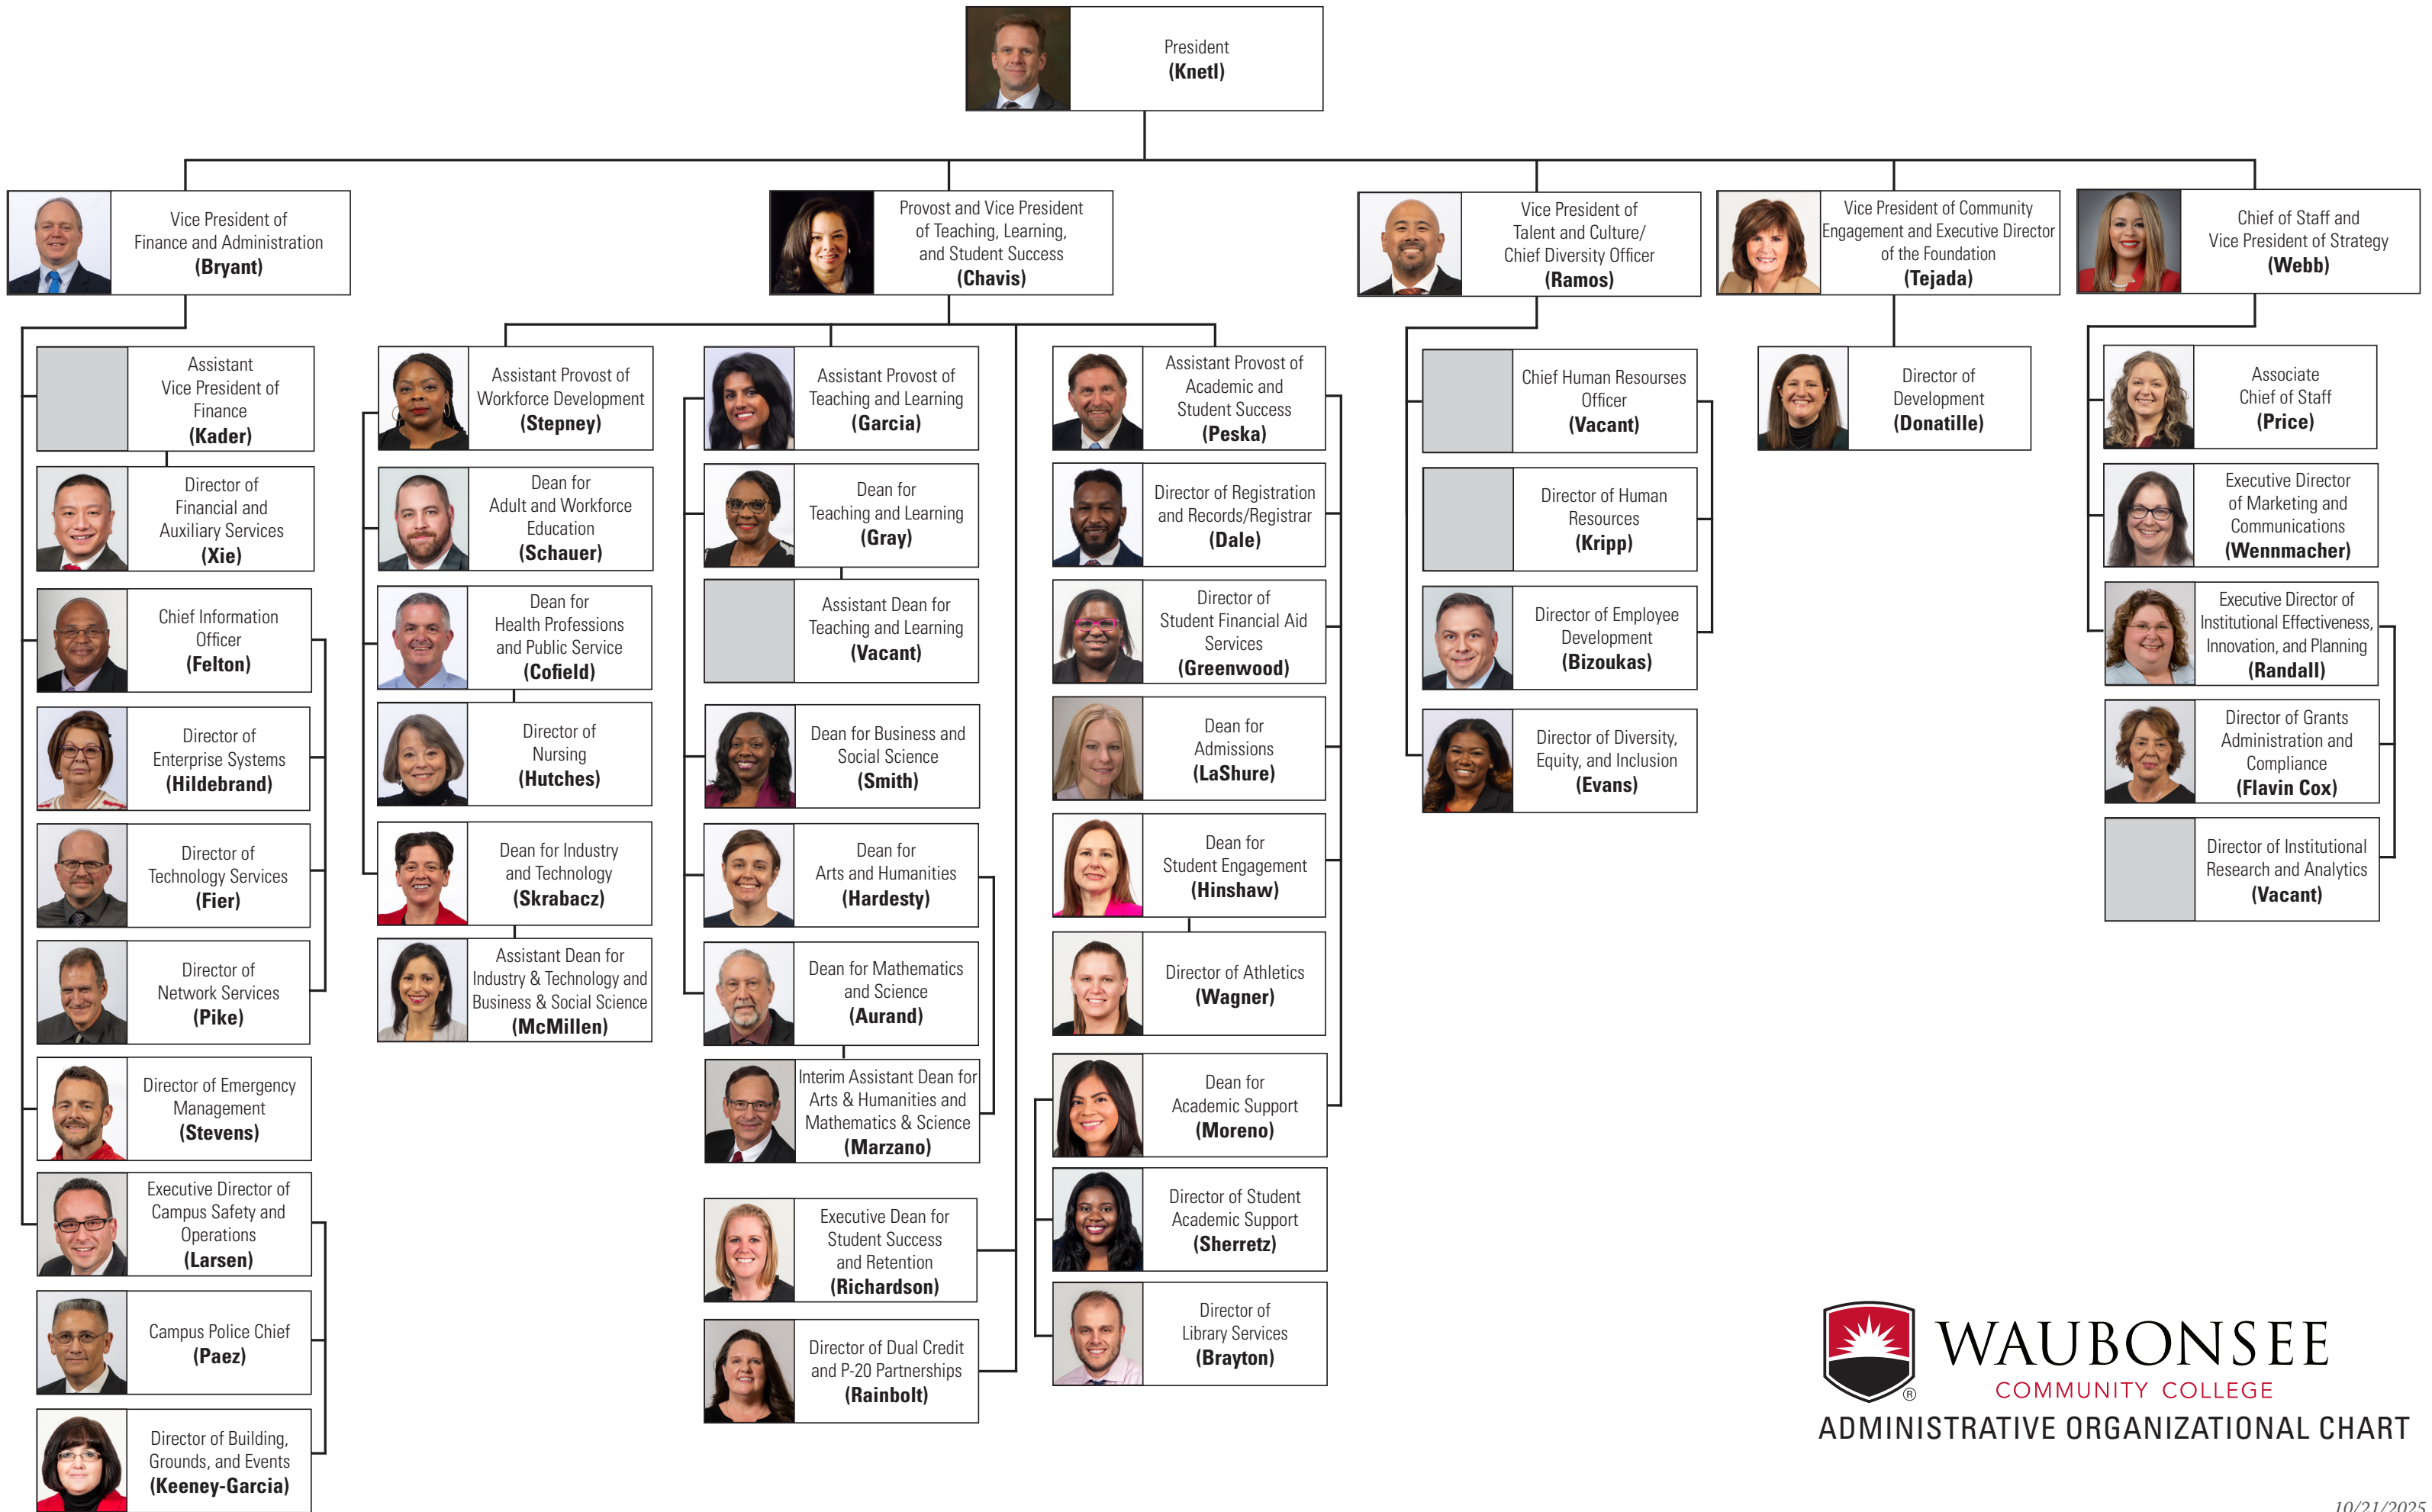 President
(Knetl)
Vice President of
Finance and Administration
(Bryant)
Provost and Vice President
of Teaching, Learning,
and Student Success
(Chavis)
Vice President of
Talent and Culture/
Chief Diversity Officer
(Ramos)
Vice President of Community
Engagement and Executive Director
of the Foundation
(Tejada)
Chief of Staff and
Vice President of Strategy
(Webb)
Assistant
Vice President of
Finance
(Kader)
Director of
Financial and
Auxiliary Services
(Xie)
Chief Information
Officer
(Felton)
Director of
Enterprise Systems
(Hildebrand)
Director of
Technology Services
(Fier)
Director of
Network Services
(Pike)
Director of Emergency
Management
(Stevens)
Executive Director of
Campus Safety and
Operations
(Larsen)
Campus Police Chief
(Paez)
Director of Building,
Grounds, and Events
(Keeney-Garcia)
Assistant Provost of
Workforce Development
(Stepney)
Dean for
Adult and Workforce
Education
(Schauer)
Dean for
Health Professions
and Public Service
(Cofield)
Director of
Nursing
(Hutches)
Dean for Industry
and Technology
(Skrabacz)
Assistant Dean for
Industry & Technology and
Business & Social Science
(McMillen)
Assistant Provost of
Teaching and Learning
(Garcia)
Dean for
Teaching and Learning
(Gray)
Assistant Dean for
Teaching and Learning
(Vacant)
Dean for Business and
Social Science
(Smith)
Dean for
Arts and Humanities
(Hardesty)
Dean for Mathematics
and Science
(Aurand)
Interim Assistant Dean for
Arts & Humanities and
Mathematics & Science
(Marzano)
Executive Dean for
Student Success
and Retention
(Richardson)
Director of Dual Credit
and P-20 Partnerships
(Rainbolt)
Assistant Provost of
Academic and
Student Success
(Peska)
Director of Registration
and Records/Registrar
(Dale)
Director of
Student Financial Aid
Services
(Greenwood)
Dean for
Admissions
(LaShure)
Dean for
Student Engagement
(Hinshaw)
Director of Athletics
(Wagner)
Dean for
Academic Support
(Moreno)
Director of Student
Academic Support
(Sherretz)
Director of
Library Services
(Brayton)
Chief Human Resourses
Officer
(Vacant)
Director of Human
Resources
(Kripp)
Director of Employee
Development
(Bizoukas)
Director of Diversity,
Equity, and Inclusion
(Evans)
Director of
Development
(Donatille)
Associate
Chief of Staff
(Price)
Executive Director
of Marketing and
Communications
(Wennmacher)
Executive Director of
Institutional Effectiveness,
Innovation, and Planning
(Randall)
Director of Grants
Administration and
Compliance
(Flavin Cox)
Director of Institutional
Research and Analytics
(Vacant)
WAUBONSEE
®
COMMUNITY COLLEGE
ADMINISTRATIVE ORGANIZATIONAL CHART
10/21/2025